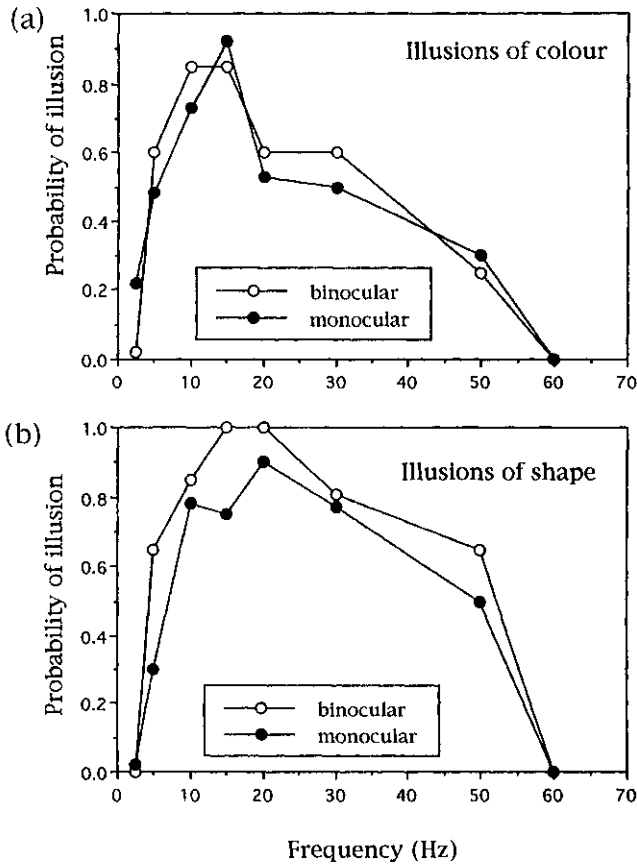 (a)
Illusions of colour
Probability of illusion
1.0
0.8
0.6
0.4
0.2
0.0
binocular
monocular
0 10 20 30 40 50 60 70
(b)
Illusions of shape
Probability of illusion
1.0
0.8
0.6
0.4
0.2
0.0
binocular
monocular
0 10 20 30 40 50 60 70
Frequency (Hz)